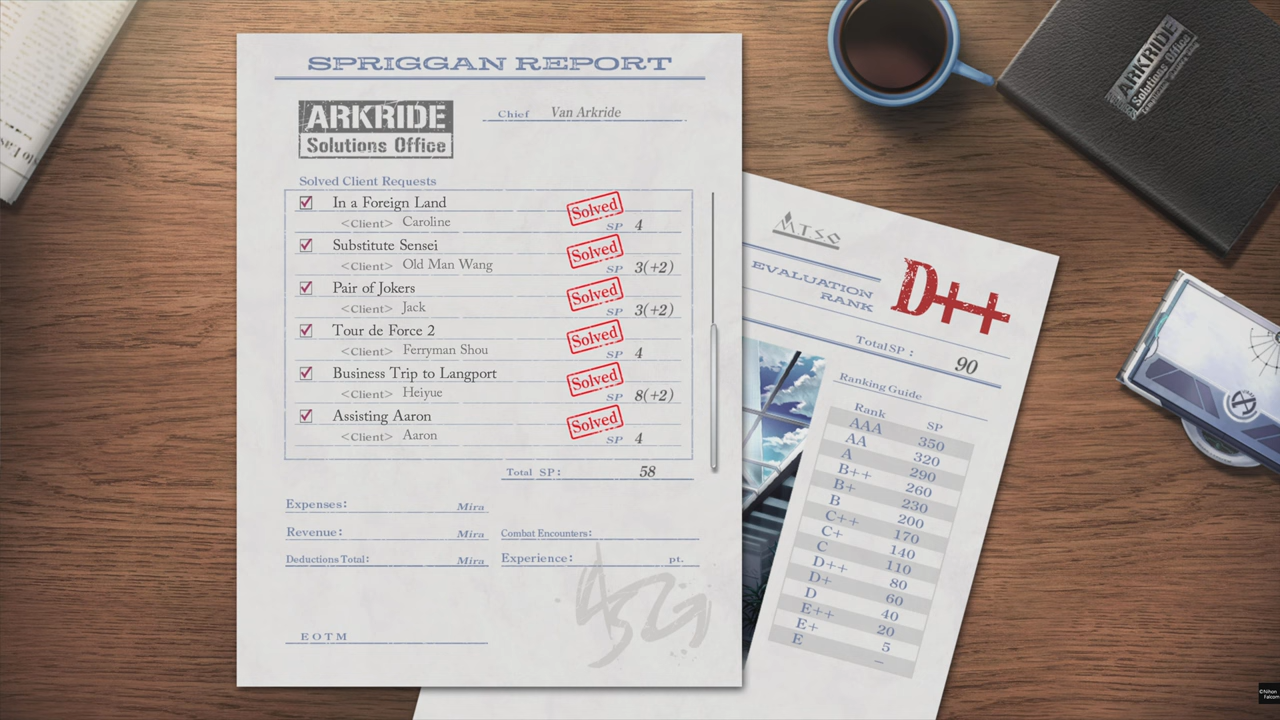 SPRIGGAN REPORT
ARKRIDE
Solutions Office
Chief Van Arkride
Solved Client Requests
In a Foreign Land
Solved
<Client> Caroline
SP 4
Substitute Sensei
Solved
<Client> Old Man Wang
SP 3(+2)
Pair of Jokers
Solved
<Client> Jack
SP 3(+2)
Tour de Force 2
Solved
<Client> Ferryman Shou
SP 4
Business Trip to Langport
Solved
<Client> Heiyue
SP 8(+2)
Assisting Aaron
Solved
<Client> Aaron
SP 4
Total SP: 58
Expenses: Mira
Revenue: Mira
Combat Encounters:
Deductions Total: Mira
Experience: pt.
EOTM
MTSO
EVALUATION
RANK
D++
Total SP: 90
Ranking Guide
Rank SP
AAA 350
AA 320
A 290
B++ 260
B+ 230
B 200
C++ 170
C+ 140
C 110
D++ 80
D+ 60
D 40
E++ 20
E+ 5
E –
ARKRIDE
Solutions Office
©Nihon
Falcom